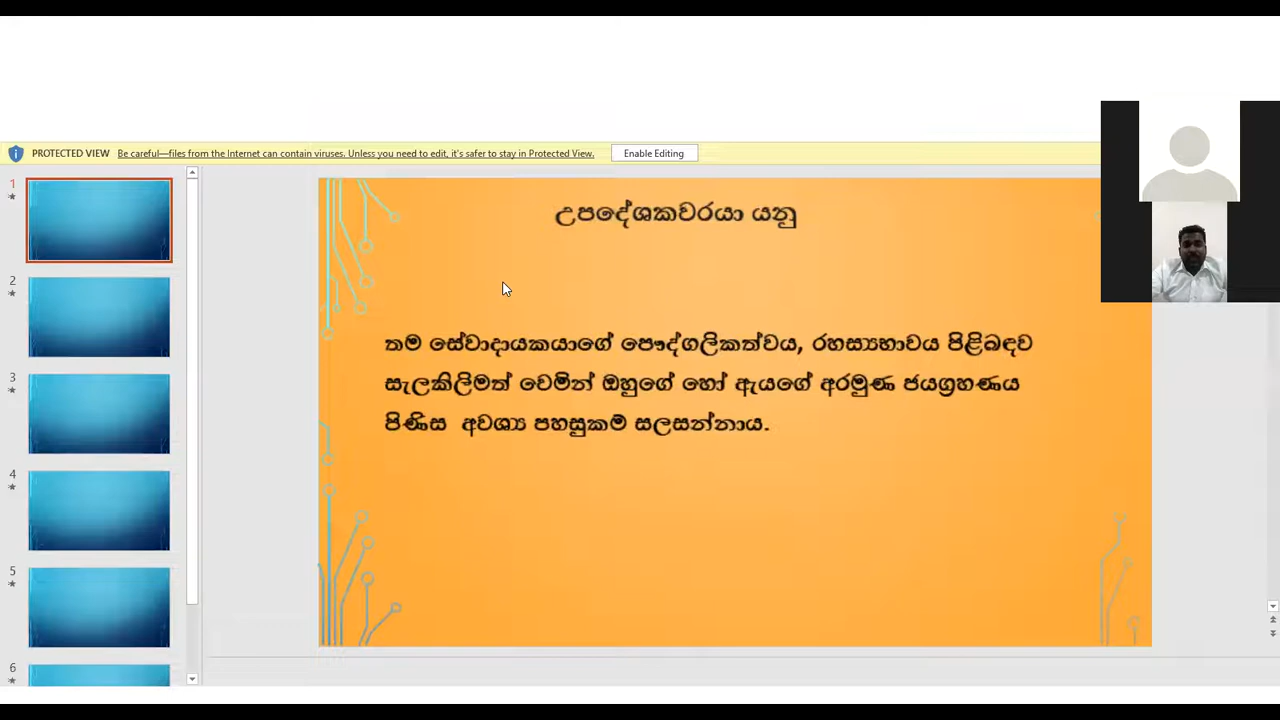 PROTECTED VIEW Be careful—files from the Internet can contain viruses. Unless you need to edit, it's safer to stay in Protected View. Enable Editing
1
2
3
4
5
6
උපදේශකවරයා යනු
තම සේවාදායකයාගේ පෞද්ගලිකත්වය, රහස්‍යභාවය පිළිබඳව
සැලකිලිමත් වෙමින් ඔහුගේ හෝ ඇයගේ අරමුණ ජයග්‍රහණය
පිණිස අවශ්‍ය පහසුකම් සලසන්නාය.